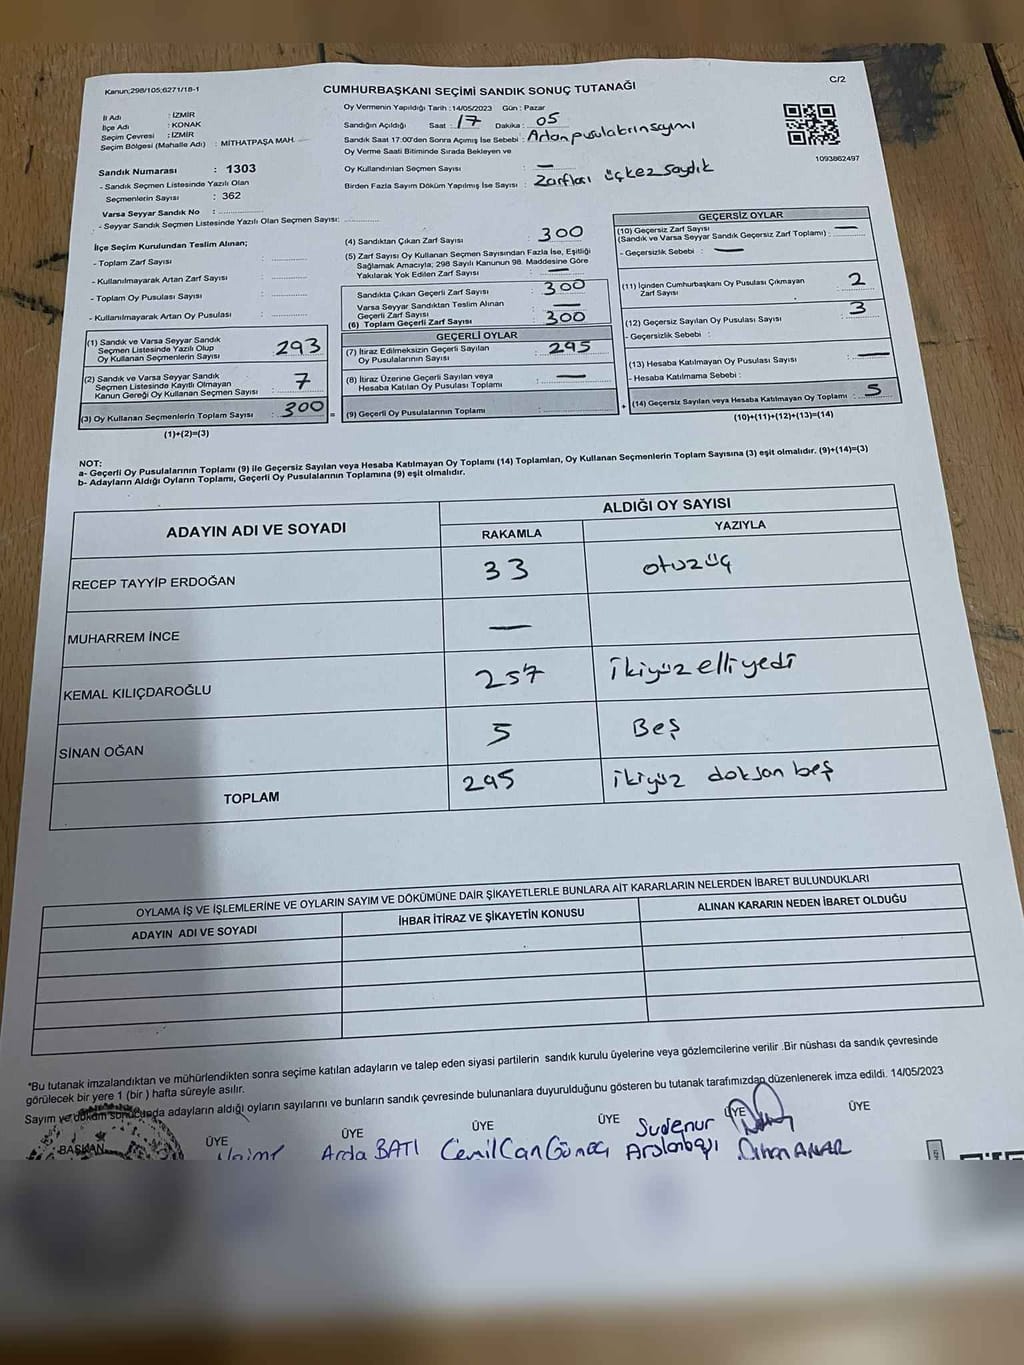 Kanun;298/105;6271/18-1
CUMHURBAŞKANI SEÇİMİ SANDIK SONUÇ TUTANAĞI
C/2
İl Adı : İZMİR
İlçe Adı : KONAK
Seçim Çevresi : İZMİR
Seçim Bölgesi (Mahalle Adı) : MİTHATPAŞA MAH.
Sandık Numarası : 1303
- Sandık Seçmen Listesinde Yazılı Olan
Seçmenlerin Sayısı : 362
Varsa Seyyar Sandık No :
- Seyyar Sandık Seçmen Listesinde Yazılı Olan Seçmen Sayısı:
Oy Vermenin Yapıldığı Tarih : 14/05/2023 Gün : Pazar
Sandığın Açıldığı Saat : 17 Dakika : 05
Sandık Saat 17:00'den Sonra Açımış İse Sebebi : Artan pusulaların sayımı
Oy Verme Saati Bitiminde Sırada Bekleyen ve
Oy Kullandırılan Seçmen Sayısı : —
Birden Fazla Sayım Döküm Yapılmış İse Sayısı : Zarfları üç kez saydık
1093862497
İlçe Seçim Kurulundan Teslim Alınan;
- Toplam Zarf Sayısı :
- Kullanılmayarak Artan Zarf Sayısı :
- Toplam Oy Pusulası Sayısı :
- Kullanılmayarak Artan Oy Pusulası :
(1) Sandık ve Varsa Seyyar Sandık
Seçmen Listesinde Yazılı Olup
Oy Kullanan Seçmenlerin Sayısı : 293
(2) Sandık ve Varsa Seyyar Sandık
Seçmen Listesinde Kayıtlı Olmayan
Kanun Gereği Oy Kullanan Seçmen Sayısı : 7
(3) Oy Kullanan Seçmenlerin Toplam Sayısı : 300 =
(1)+(2)=(3)
(4) Sandıktan Çıkan Zarf Sayısı : 300
(5) Zarf Sayısı Oy Kullanan Seçmen Sayısından Fazla İse, Eşitliği
Sağlamak Amacıyla; 298 Sayılı Kanunun 98. Maddesine Göre
Yakılarak Yok Edilen Zarf Sayısı : —
Sandıkta Çıkan Geçerli Zarf Sayısı : 300
Varsa Seyyar Sandıktan Teslim Alınan
Geçerli Zarf Sayısı : —
(6) Toplam Geçerli Zarf Sayısı : 300
GEÇERLİ OYLAR
(7) İtiraz Edilmeksizin Geçerli Sayılan
Oy Pusulalarının Sayısı : 295
(8) İtiraz Üzerine Geçerli Sayılan veya
Hesaba Katılan Oy Pusulası Toplamı : —
(9) Geçerli Oy Pusulalarının Toplamı : +
GEÇERSİZ OYLAR
(10) Geçersiz Zarf Sayısı
(Sandık ve Varsa Seyyar Sandık Geçersiz Zarf Toplamı) : —
- Geçersizlik Sebebi : —
(11) İçinden Cumhurbaşkanı Oy Pusulası Çıkmayan
Zarf Sayısı : 2
(12) Geçersiz Sayılan Oy Pusulası Sayısı : 3
- Geçersizlik Sebebi :
(13) Hesaba Katılmayan Oy Pusulası Sayısı : —
- Hesaba Katılmama Sebebi :
(14) Geçersiz Sayılan veya Hesaba Katılmayan Oy Toplamı : 5
(10)+(11)+(12)+(13)=(14)
NOT:
a- Geçerli Oy Pusulalarının Toplamı (9) ile Geçersiz Sayılan veya Hesaba Katılmayan Oy Toplamı (14) Toplamları, Oy Kullanan Seçmenlerin Toplam Sayısına (3) eşit olmalıdır. (9)+(14)=(3)
b- Adayların Aldığı Oyların Toplamı, Geçerli Oy Pusulalarının Toplamına (9) eşit olmalıdır.
ADAYIN ADI VE SOYADI
ALDIĞI OY SAYISI
RAKAMLA YAZIYLA
RECEP TAYYİP ERDOĞAN 33 otuzüç
MUHARREM İNCE —
KEMAL KILIÇDAROĞLU 257 ikiyüz elli yedi
SİNAN OĞAN 5 Beş
TOPLAM 295 ikiyüz doksan beş
OYLAMA İŞ VE İŞLEMLERİNE VE OYLARIN SAYIM VE DÖKÜMÜNE DAİR ŞİKAYETLERLE BUNLARA AİT KARARLARIN NELERDEN İBARET BULUNDUKLARI
ADAYIN ADI VE SOYADI İHBAR İTİRAZ VE ŞİKAYETİN KONUSU ALINAN KARARIN NEDEN İBARET OLDUĞU
"Bu tutanak imzalandıktan ve mühürlendikten sonra seçime katılan adayların ve talep eden siyasi partilerin sandık kurulu üyelerine veya gözlemcilerine verilir .Bir nüshası da sandık çevresinde
görülecek bir yere 1 (bir ) hafta süreyle asılır.
Sayım ve döküm sonucunda adayların aldığı oyların sayılarını ve bunların sandık çevresinde bulunanlara duyurulduğunu gösteren bu tutanak tarafımızdan düzenlenerek imza edildi. 14/05/2023
BAŞKAN ÜYE ÜYE ÜYE ÜYE ÜYE ÜYE
Arda BATI Cemil Can Günaç Sudenur
Arslanbaşı Cihan ANAR